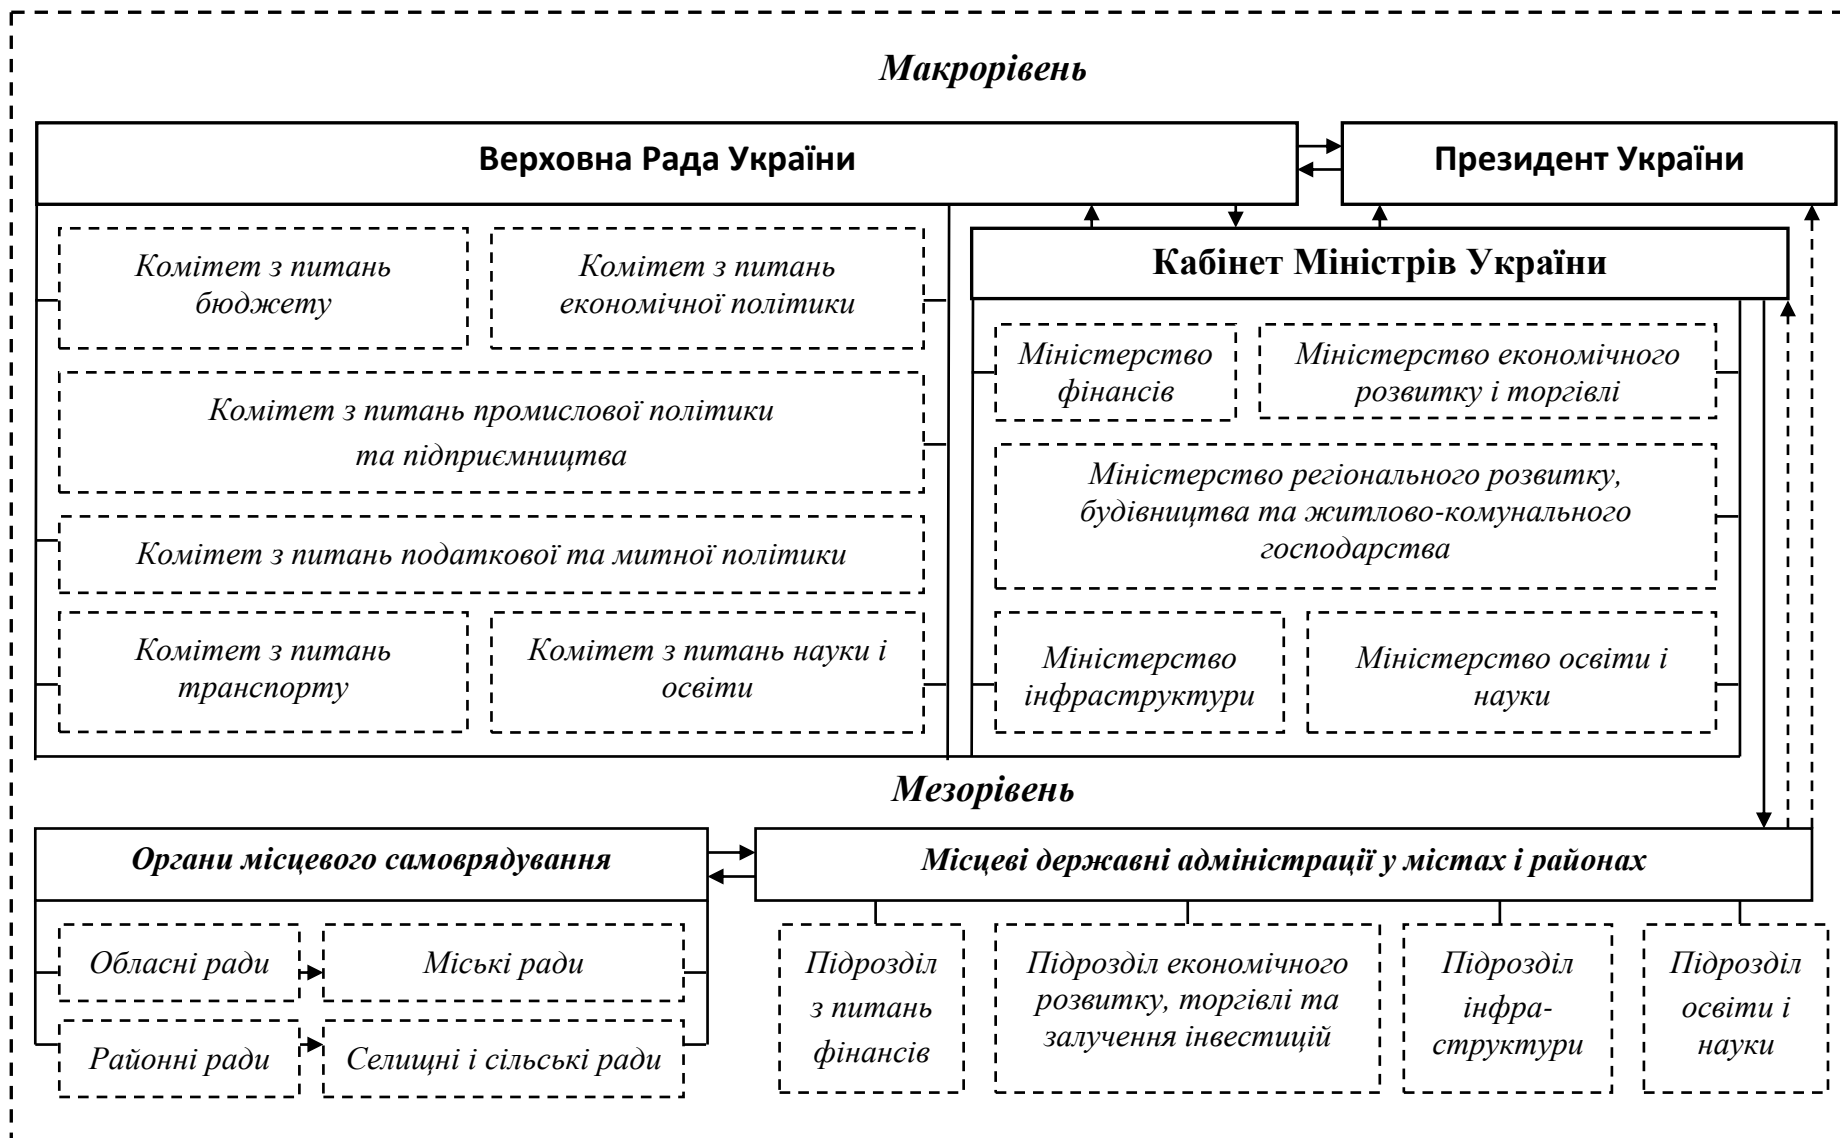 Макрорівень
Верховна Рада України
Президент України
Комітет з питань
бюджету
Комітет з питань
економічної політики
Комітет з питань промислової політики
та підприємництва
Комітет з питань податкової та митної політики
Комітет з питань
транспорту
Комітет з питань науки і
освіти
Кабінет Міністрів України
Міністерство
фінансів
Міністерство економічного
розвитку і торгівлі
Міністерство регіонального розвитку,
будівництва та житлово-комунального
господарства
Міністерство
інфраструктури
Міністерство освіти і
науки
Мезорівень
Органи місцевого самоврядування
Місцеві державні адміністрації у містах і районах
Обласні ради
Міські ради
Районні ради
Селищні і сільські ради
Підрозділ
з питань
фінансів
Підрозділ економічного
розвитку, торгівлі та
залучення інвестицій
Підрозділ
інфра-
структури
Підрозділ
освіти і
науки